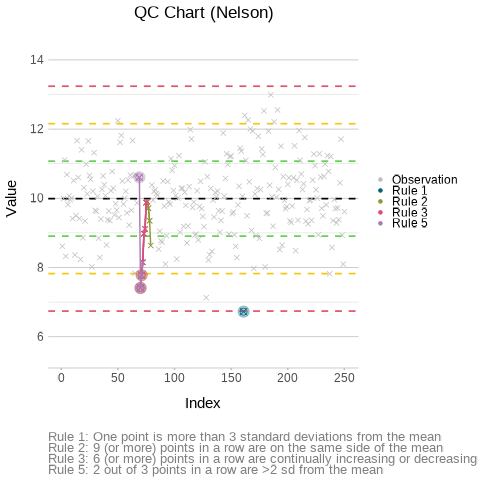 QC Chart (Nelson)
14
12
10
8
6
Value
0
50
100
150
200
250
Index
Observation
Rule 1
Rule 2
Rule 3
Rule 5
Rule 1: One point is more than 3 standard deviations from the mean
Rule 2: 9 (or more) points in a row are on the same side of the mean
Rule 3: 6 (or more) points in a row are continually increasing or decreasing
Rule 5: 2 out of 3 points in a row are >2 sd from the mean